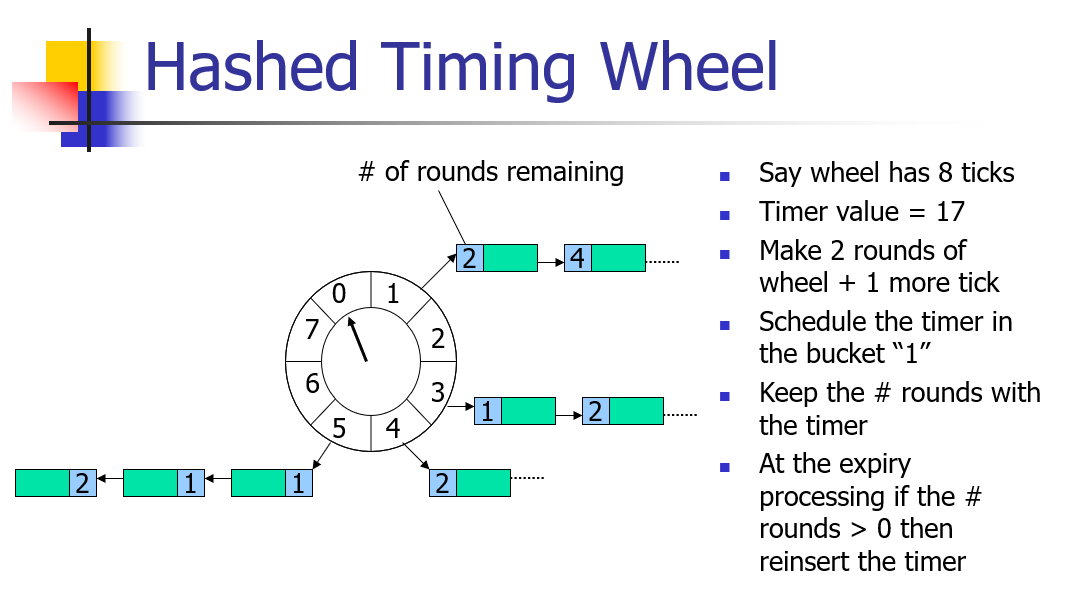 Hashed Timing Wheel
# of rounds remaining
2
4
0
1
7
2
6
3
5
4
1
2
2
1
1
2
Say wheel has 8 ticks
Timer value = 17
Make 2 rounds of
wheel + 1 more tick
Schedule the timer in
the bucket “1”
Keep the # rounds with
the timer
At the expiry
processing if the #
rounds > 0 then
reinsert the timer